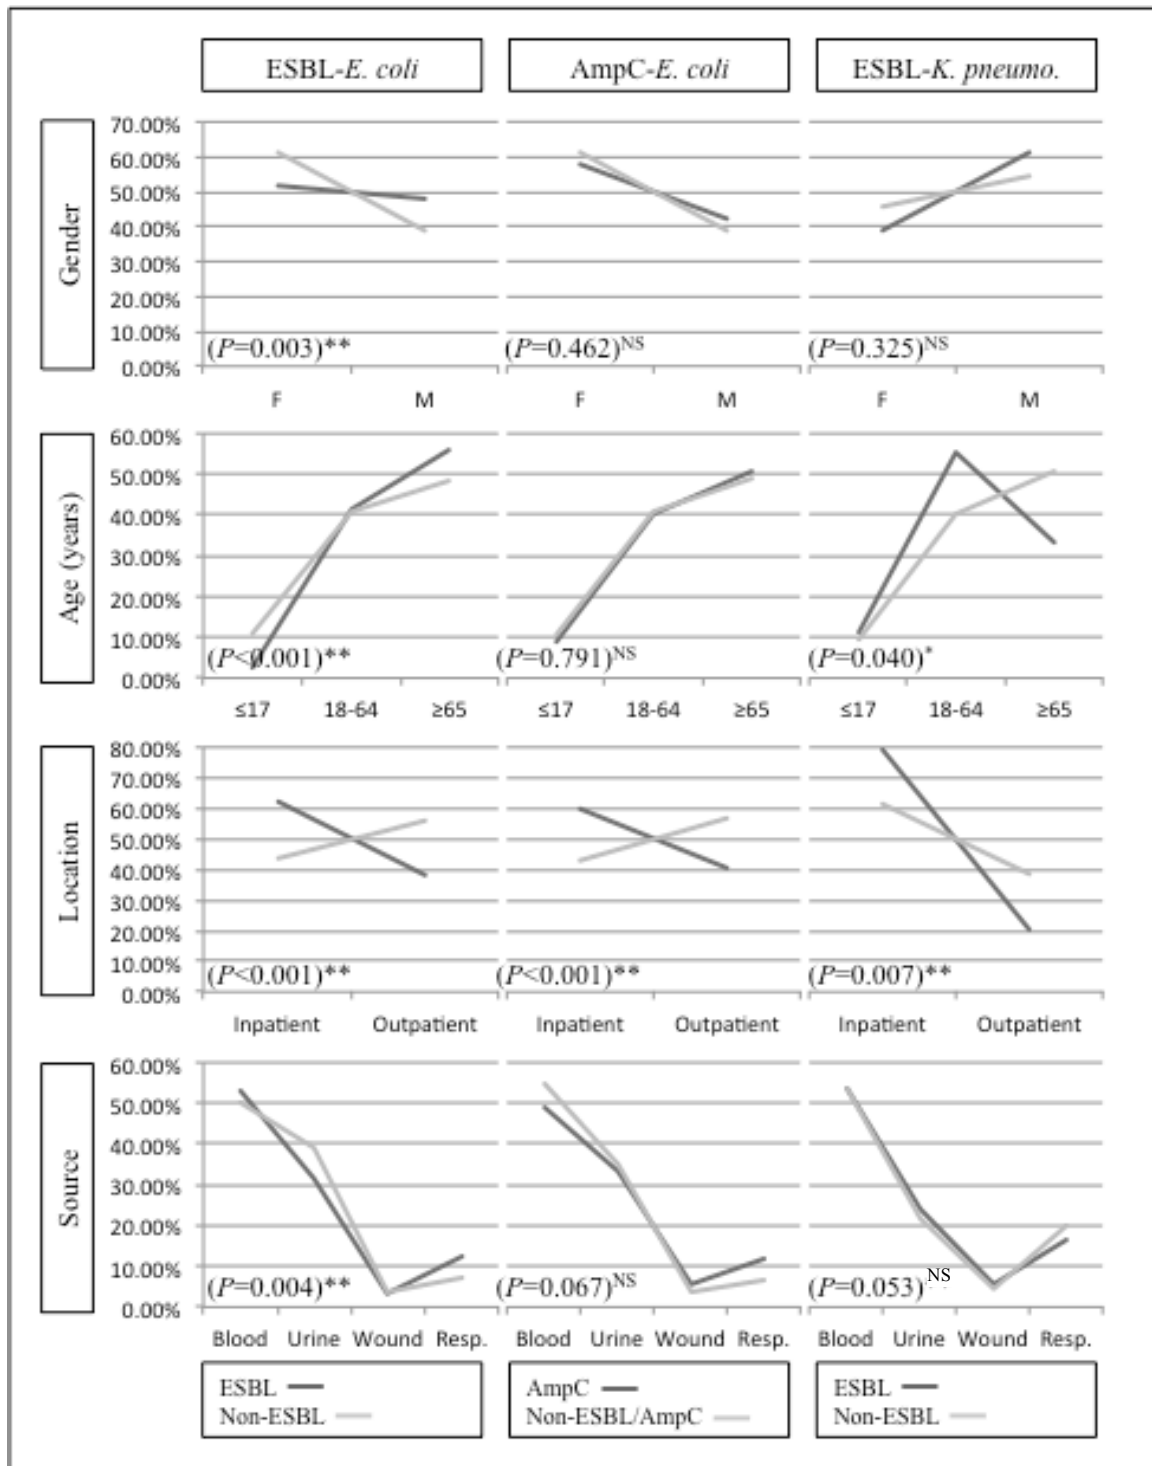 ESBL-E. coli
AmpC-E. coli
ESBL-K. pneumo.
Gender
70.00%
60.00%
50.00%
40.00%
30.00%
20.00%
10.00%
0.00%
(P=0.003)**
(P=0.462)NS
(P=0.325)NS
F M F M F M
Age (years)
60.00%
50.00%
40.00%
30.00%
20.00%
10.00%
0.00%
(P<0.001)**
(P=0.791)NS
(P=0.040)*
≤17 18-64 ≥65 ≤17 18-64 ≥65 ≤17 18-64 ≥65
Location
80.00%
70.00%
60.00%
50.00%
40.00%
30.00%
20.00%
10.00%
0.00%
(P<0.001)**
(P<0.001)**
(P=0.007)**
Inpatient Outpatient Inpatient Outpatient Inpatient Outpatient
Source
60.00%
50.00%
40.00%
30.00%
20.00%
10.00%
0.00%
(P=0.004)**
(P=0.067)NS
(P=0.053)NS
Blood Urine Wound Resp. Blood Urine Wound Resp. Blood Urine Wound Resp.
ESBL
Non-ESBL
AmpC
Non-ESBL/AmpC
ESBL
Non-ESBL